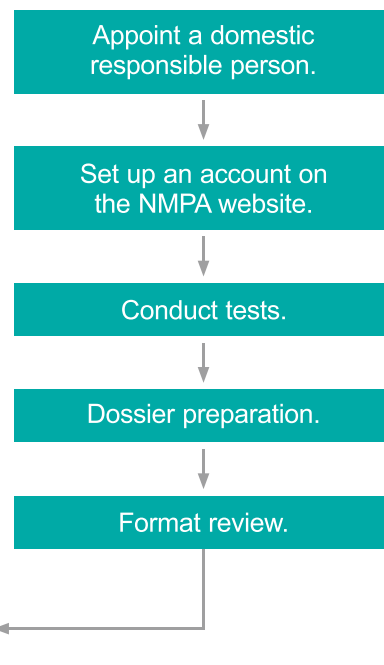 Appoint a domestic
responsible person.
Set up an account on
the NMPA website.
Conduct tests.
Dossier preparation.
Format review.